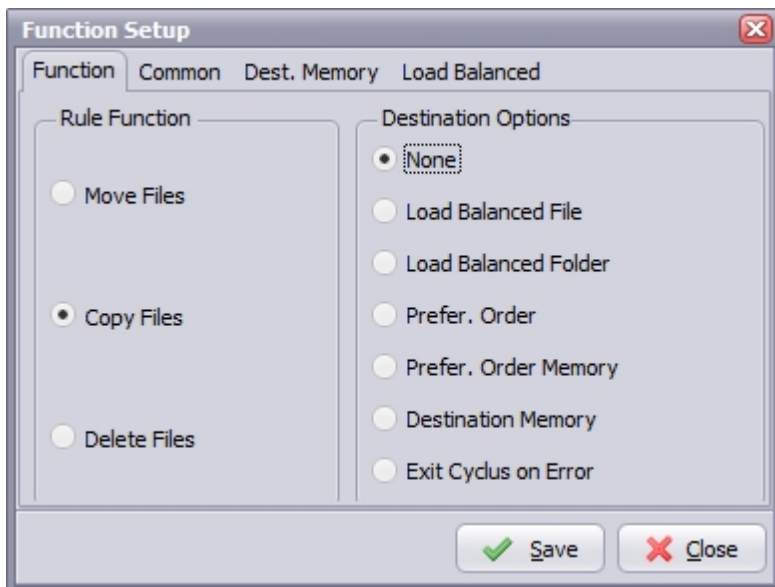 Function Setup
Function Common Dest. Memory Load Balanced
Rule Function
Move Files
Copy Files
Delete Files
Destination Options
None
Load Balanced File
Load Balanced Folder
Prefer. Order
Prefer. Order Memory
Destination Memory
Exit Cyclus on Error
Save Close